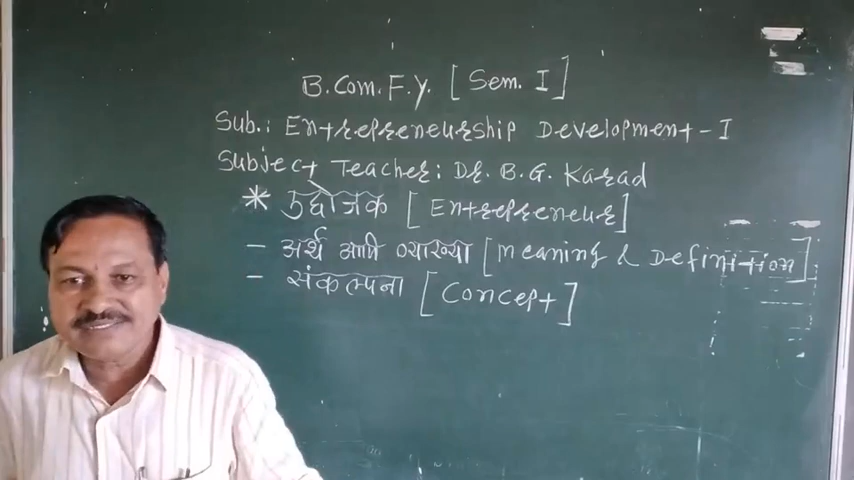 B.Com. F.Y. [Sem. I]
Sub.: Entrepreneurship Development - I
Subject Teacher: Dr. B. G. Karad
* उद्योजक [Entrepreneur]
- अर्थ आणि व्याख्या [Meaning & Definition]
- संकल्पना [Concept]